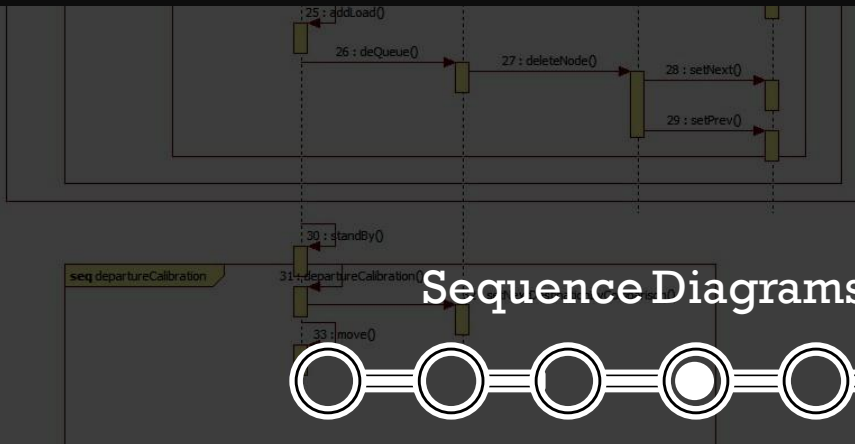 25 : addLoad()
26 : deQueue()
27 : deleteNode()
28 : setNext()
29 : setPrev()
30 : standBy()
seq departureCalibration
31 : departureCalibration()
Sequence Diagrams
33 : move()